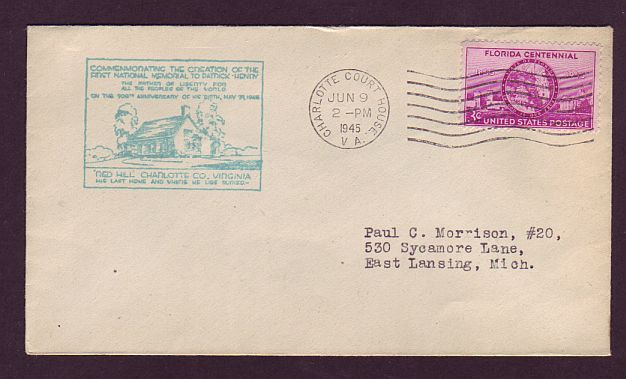 COMMEMORATING THE CREATION OF THE
FIRST NATIONAL MEMORIAL TO PATRICK HENRY
THE FATHER OF LIBERTY FOR
ALL THE PEOPLES OF THE WORLD
ON THE 209TH ANNIVERSARY OF HIS BIRTH, MAY 29, 1945
"RED HILL" CHARLOTTE CO., VIRGINIA
HIS LAST HOME AND WHERE HE LIES BURIED.
CHARLOTTE COURT HOUSE
JUN 9
2 - PM
1945
VA.
FLORIDA CENTENNIAL
1845 1945
3¢
UNITED STATES POSTAGE
Paul C. Morrison, #20,
530 Sycamore Lane,
East Lansing, Mich.